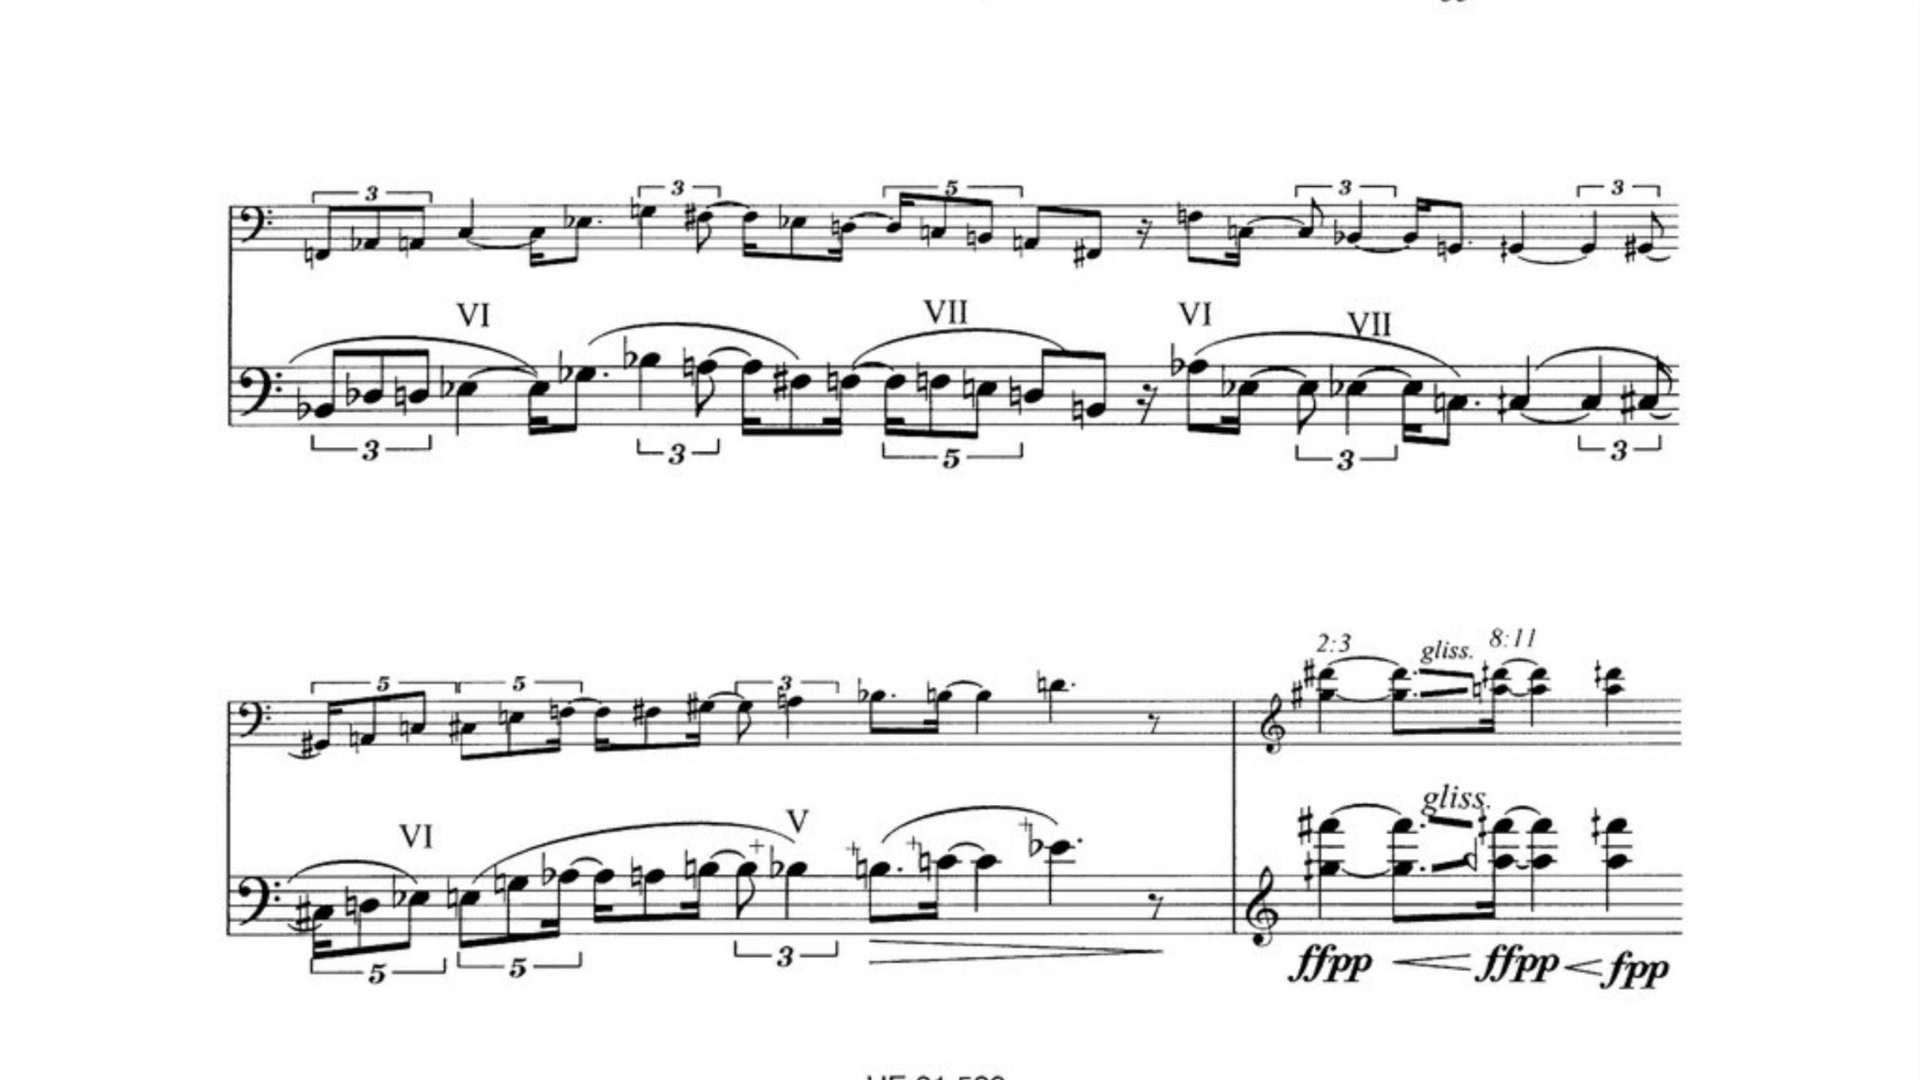 3 3 5 3 3
VI VII VI VII
3 3 5 3 3
2:3 gliss. 8:11
5 5 3
gliss.
VI V
5 5 3
ffpp ffpp fpp